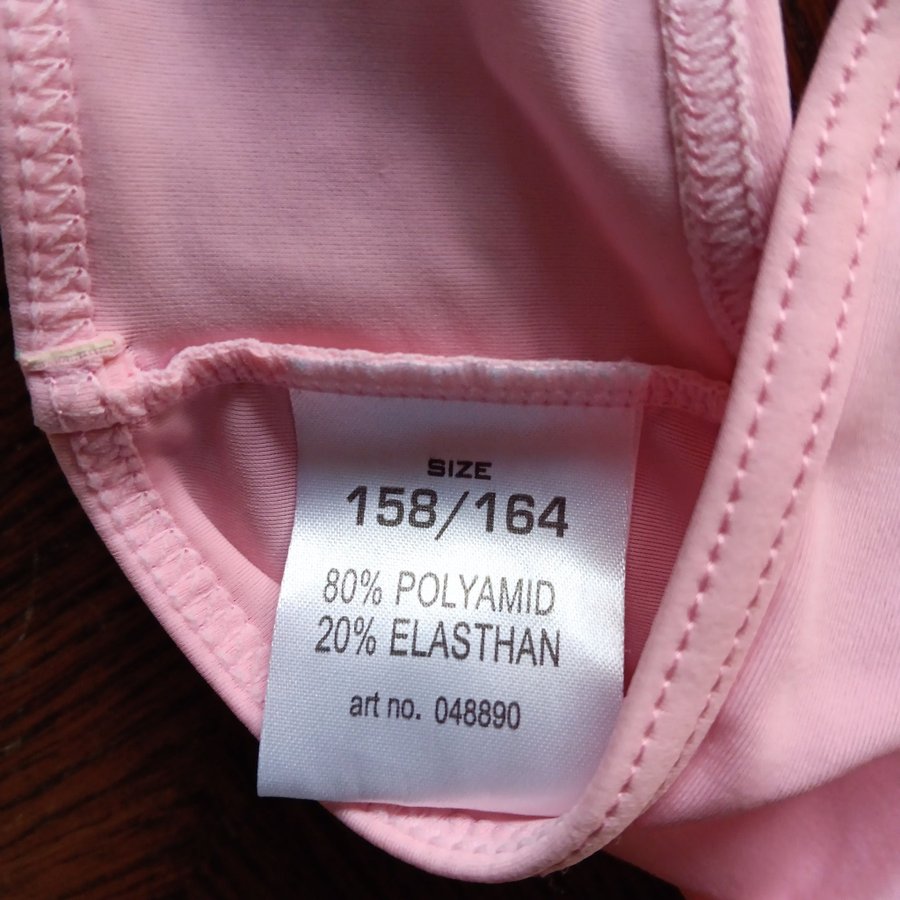 SIZE
158/164
80% POLYAMID
20% ELASTHAN
art no. 048890